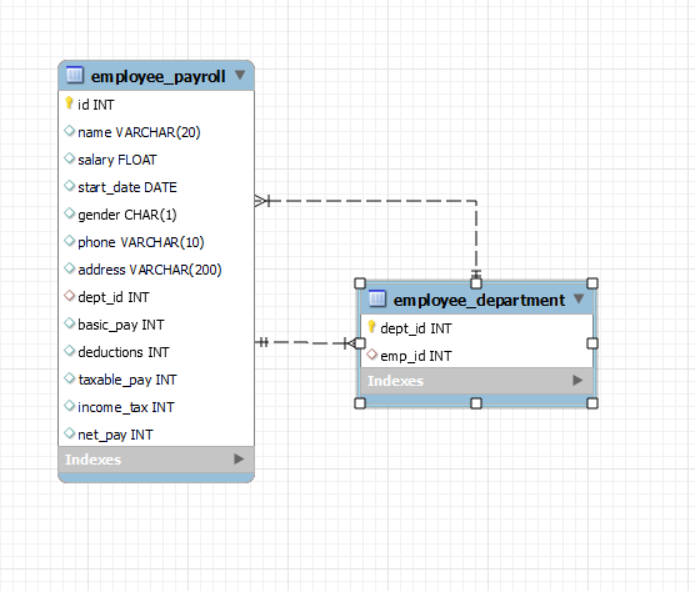 employee_payroll
id INT
name VARCHAR(20)
salary FLOAT
start_date DATE
gender CHAR(1)
phone VARCHAR(10)
address VARCHAR(200)
dept_id INT
basic_pay INT
deductions INT
taxable_pay INT
income_tax INT
net_pay INT
Indexes
employee_department
dept_id INT
emp_id INT
Indexes